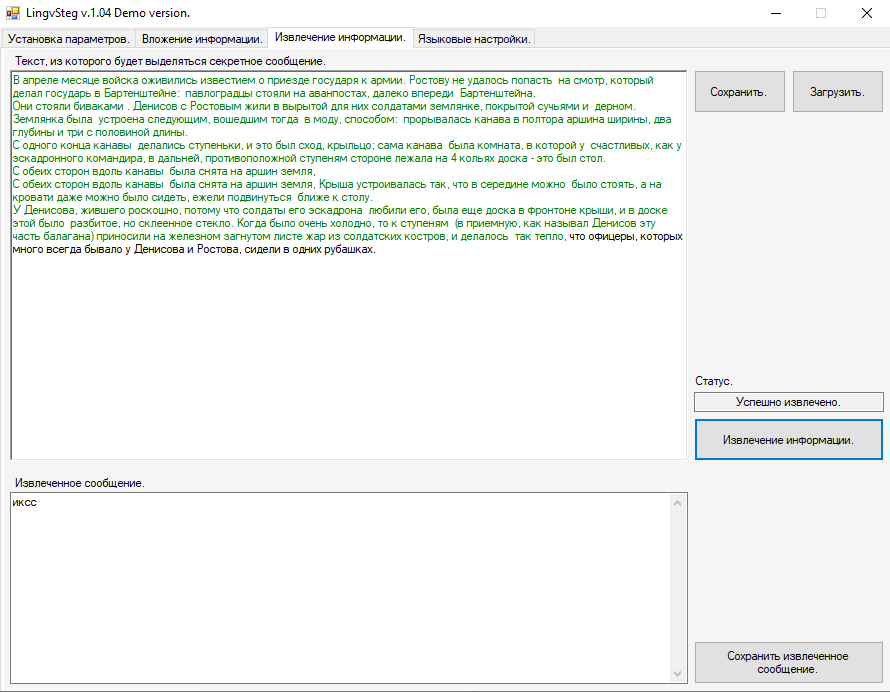 LingvSteg v.1.04 Demo version.
Установка параметров. Вложение информации. Извлечение информации. Языковые настройки.
Текст, из которого будет выделяться секретное сообщение.
В апреле месяце войска оживились известием о приезде государя к армии. Ростову не удалось попасть  на смотр, который
делал государь в Бартенштейне:  павлоградцы стояли на аванпостах, далеко впереди  Бартенштейна.
Они стояли биваками . Денисов с Ростовым жили в вырытой для них солдатами землянке, покрытой сучьями и  дерном.
Землянка была  устроена следующим, вошедшим тогда  в моду, способом:  прорывалась канава в полтора аршина ширины, два
глубины и три с половиной длины.
С одного конца канавы  делались ступеньки, и это был сход, крыльцо; сама канава  была комната, в которой у  счастливых, как у
эскадронного командира, в дальней, противоположной ступеням стороне лежала на 4 кольях доска - это был стол.
С обеих сторон вдоль канавы  была снята на аршин земля,
С обеих сторон вдоль канавы  была снята на аршин земля, Крыша устроивалась так, что в середине можно  было стоять, а на
кровати даже можно было сидеть, ежели подвинуться  ближе к столу.
У Денисова, жившего роскошно, потому что солдаты его эскадрона  любили его, была еще доска в фронтоне крыши, и в доске
этой было  разбитое, но склеенное стекло. Когда было очень холодно, то к ступеням  (в приемную, как называл Денисов эту
часть балагана) приносили на железном загнутом листе жар из солдатских костров, и делалось  так тепло, что офицеры, которых
много всегда бывало у Денисова и Ростова, сидели в одних рубашках.
Сохранить. Загрузить.
Статус.
Успешно извлечено.
Извлечение информации.
Извлеченное сообщение.
икcc
Сохранить извлеченное
сообщение.